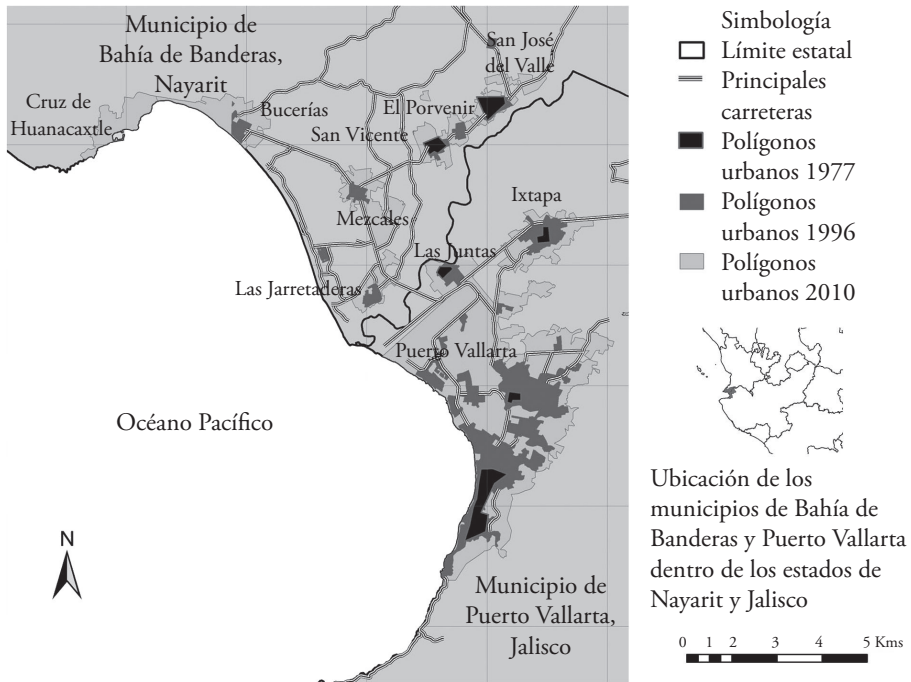 Municipio de
Bahía de Banderas,
Nayarit
San José
del Valle
Cruz de
Huanacaxtle
Bucerías
El Porvenir
San Vicente
Mezcales
Ixtapa
Las Juntas
Las Jarretaderas
Puerto Vallarta
Océano Pacífico
N
Municipio de
Puerto Vallarta,
Jalisco
Simbología
Límite estatal
Principales
carreteras
Polígonos
urbanos 1977
Polígonos
urbanos 1996
Polígonos
urbanos 2010
Ubicación de los
municipios de Bahía de
Banderas y Puerto Vallarta
dentro de los estados de
Nayarit y Jalisco
0 1 2 3 4 5 Kms